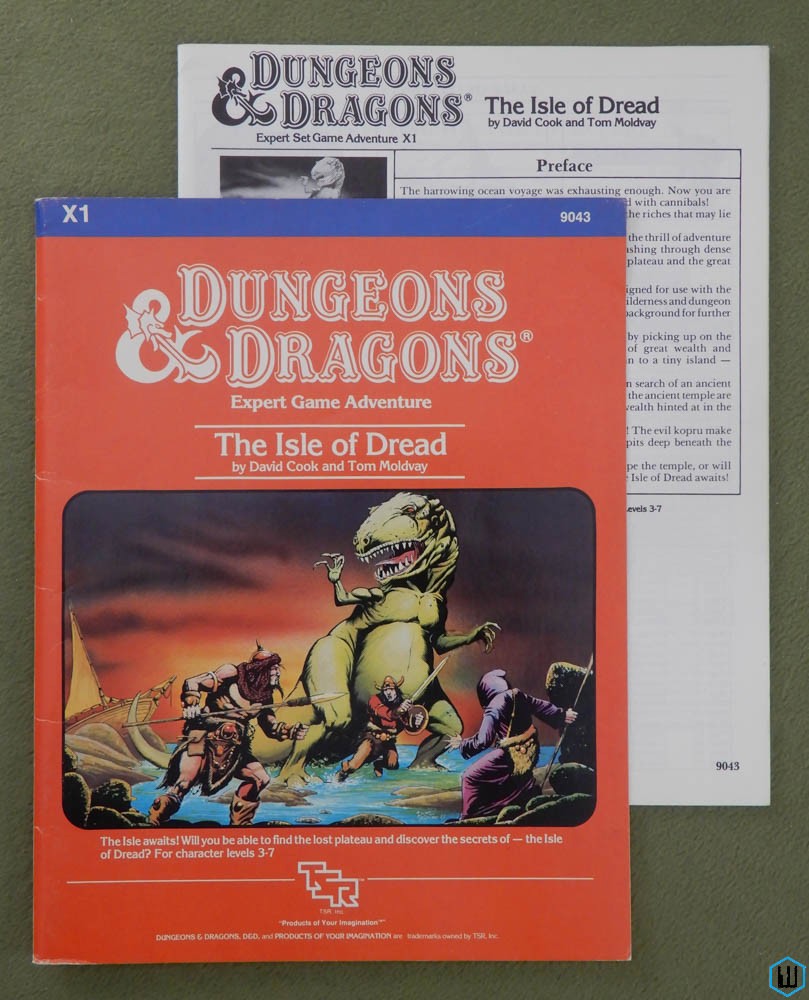 DUNGEONS
& DRAGONS®
Expert Set Game Adventure X1
The Isle of Dread
by David Cook and Tom Moldvay
Preface
The harrowing ocean voyage was exhausting enough. Now you are
d with cannibals!
the riches that may lie
the thrill of adventure
shing through dense
plateau and the great
igned for use with the
ilderness and dungeon
background for further
by picking up on the
of great wealth and
n to a tiny island —
n search of an ancient
the ancient temple are
wealth hinted at in the
! The evil kopru make
pits deep beneath the
pe the temple, or will
Isle of Dread awaits!
Levels 3-7
9043
X1
9043
DUNGEONS
& DRAGONS®
Expert Game Adventure
The Isle of Dread
by David Cook and Tom Moldvay
The Isle awaits! Will you be able to find the lost plateau and discover the secrets of — the Isle
of Dread? For character levels 3-7
TSR
TSR, Inc.
"Products of Your Imagination"™
DUNGEONS & DRAGONS, D&D, and PRODUCTS OF YOUR IMAGINATION are trademarks owned by TSR, Inc.